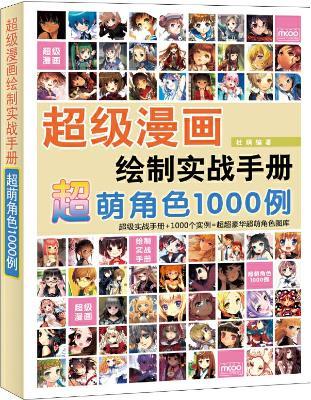 超级漫画绘制实战手册
超萌角色1000例
mcoo
超级
漫画
超级漫画
编著
绘制实战手册
超萌角色1000例
超级实战手册+1000个实例=超超豪华超萌角色图库
绘制
实战
手册
超萌角色
1000例
超级
漫画
mcoo